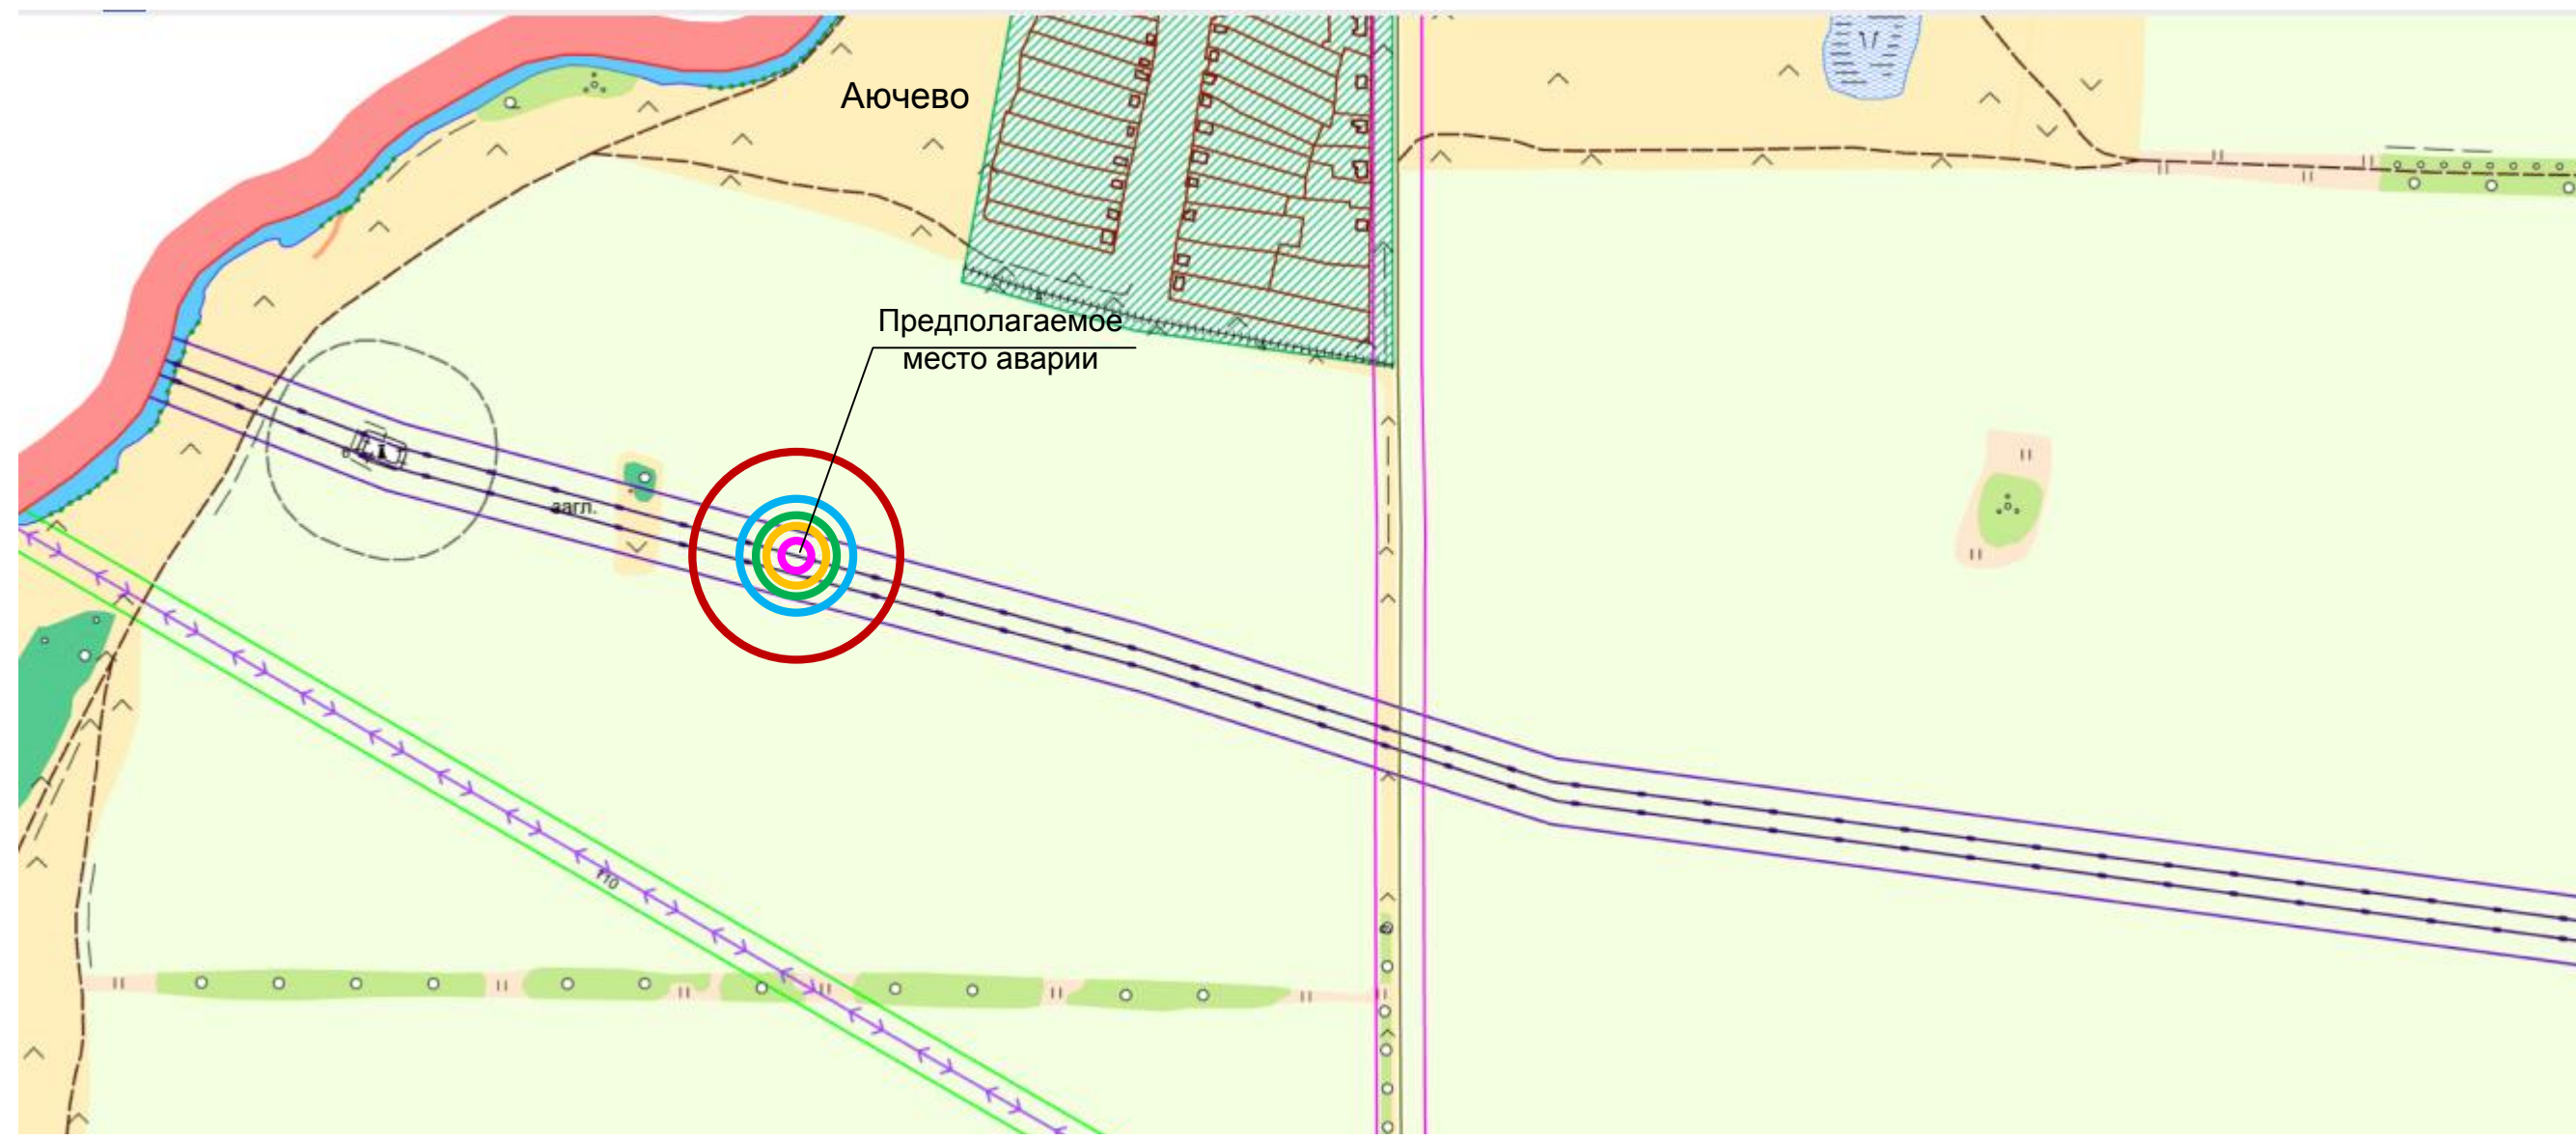 Аючево
Предполагаемое
место аварии
загл.
110